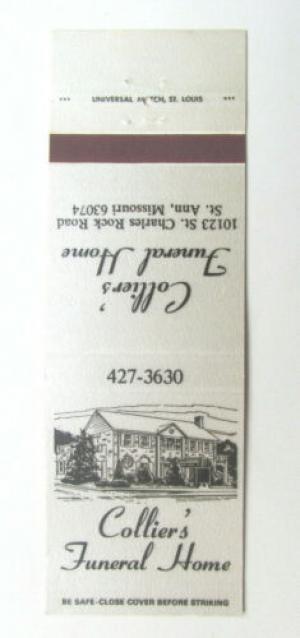 *** UNIVERSAL MATCH, ST. LOUIS ***
Collier's
Funeral Home
10123 St. Charles Rock Road
St. Ann, Missouri 63074
427-3630
Collier's
Funeral Home
BE SAFE-CLOSE COVER BEFORE STRIKING